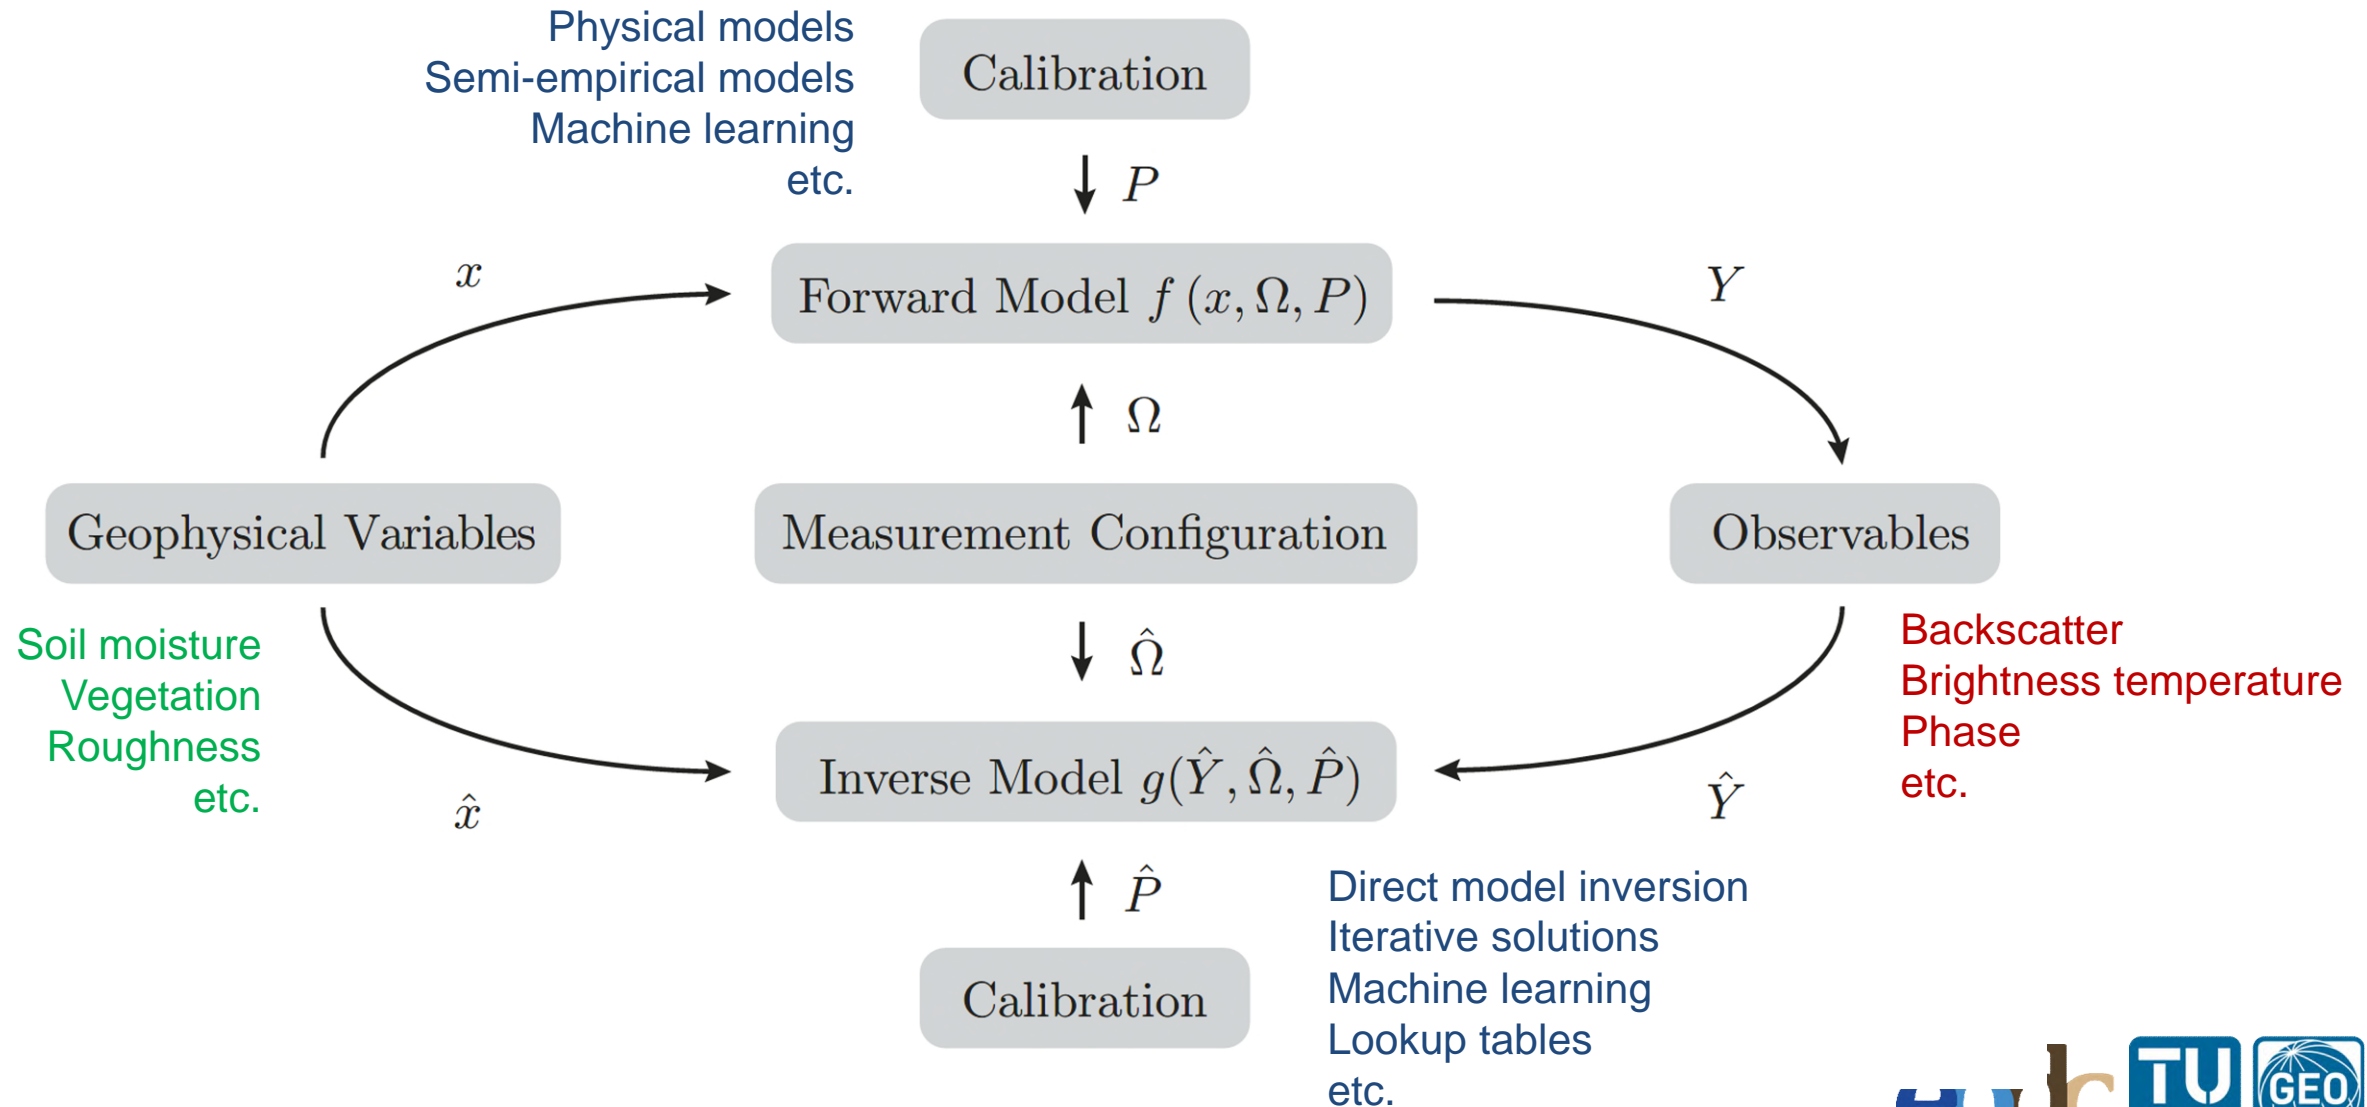 Physical models
Semi-empirical models
Machine learning
etc.
Calibration
P
x
Forward Model f (x, Ω, P)
Y
Ω
Geophysical Variables
Measurement Configuration
Observables
Soil moisture
Vegetation
Roughness
etc.
Ω̂
Backscatter
Brightness temperature
Phase
etc.
x̂
Inverse Model g(Ŷ, Ω̂, P̂)
Ŷ
P̂
Calibration
Direct model inversion
Iterative solutions
Machine learning
Lookup tables
etc.
TU
GEO